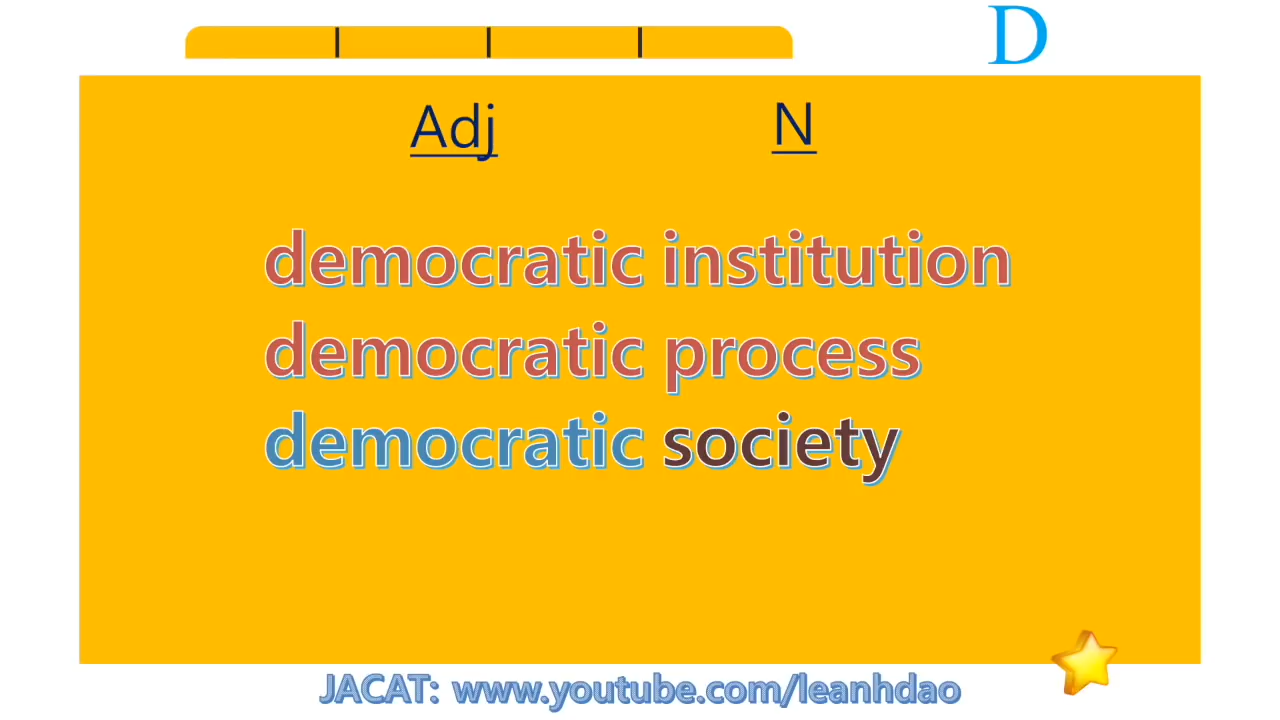 D
Adj N
democratic institution
democratic process
democratic society
JACAT: www.youtube.com/leanhdao